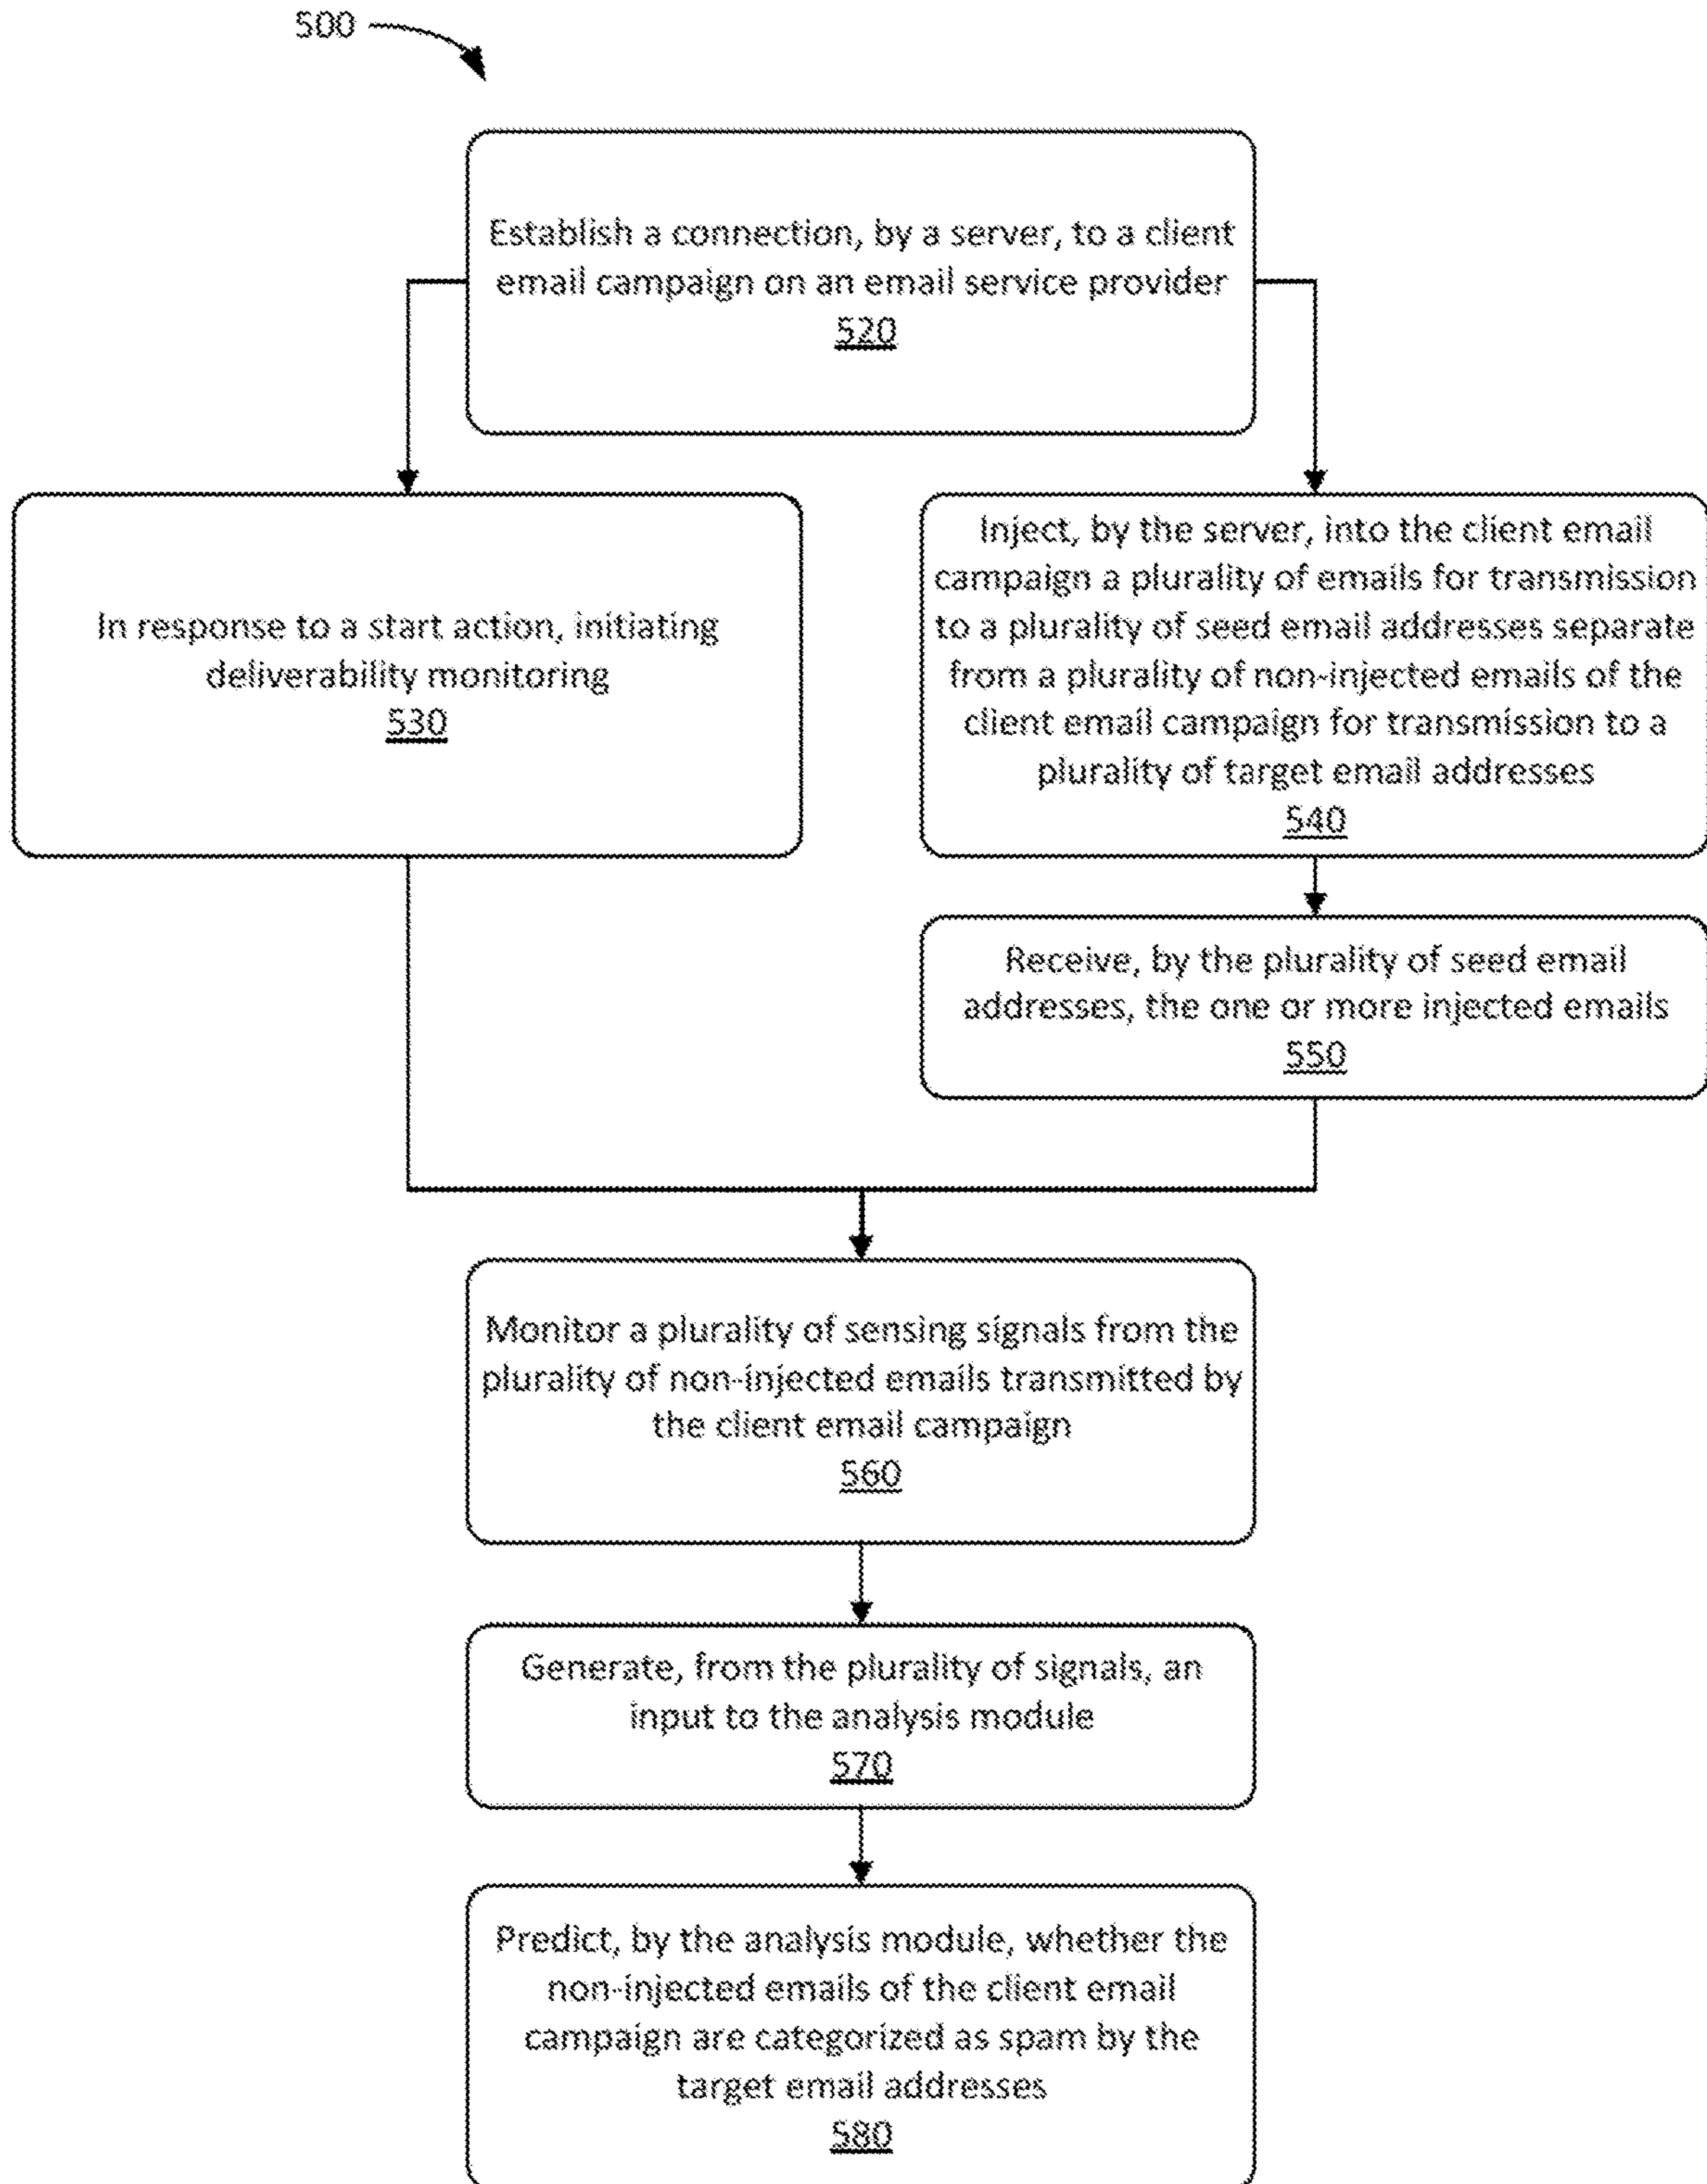 500
Establish a connection, by a server, to a client
email campaign on an email service provider
520
In response to a start action, initiating
deliverability monitoring
530
Inject, by the server, into the client email
campaign a plurality of emails for transmission
to a plurality of seed email addresses separate
from a plurality of non-injected emails of the
client email campaign for transmission to a
plurality of target email addresses
540
Receive, by the plurality of seed email
addresses, the one or more injected emails
550
Monitor a plurality of sensing signals from the
plurality of non-injected emails transmitted by
the client email campaign
560
Generate, from the plurality of signals, an
input to the analysis module
570
Predict, by the analysis module, whether the
non-injected emails of the client email
campaign are categorized as spam by the
target email addresses
580